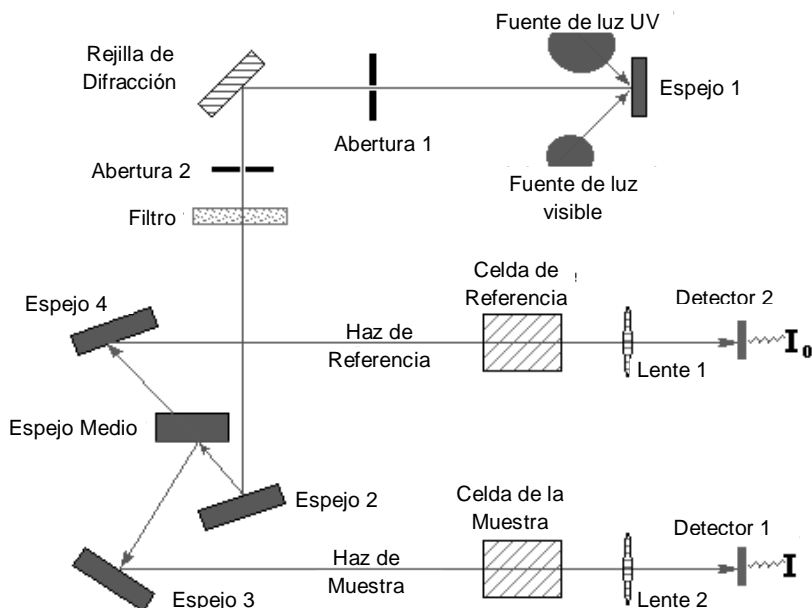 Fuente de luz UV
Rejilla de
Difracción
Espejo 1
Abertura 1
Abertura 2
Fuente de luz
visible
Filtro
Celda de
Referencia
Espejo 4
Detector 2
Haz de
Referencia
I₀
Lente 1
Espejo Medio
Espejo 2
Celda de la
Muestra
Detector 1
Haz de
Muestra
I
Espejo 3
Lente 2